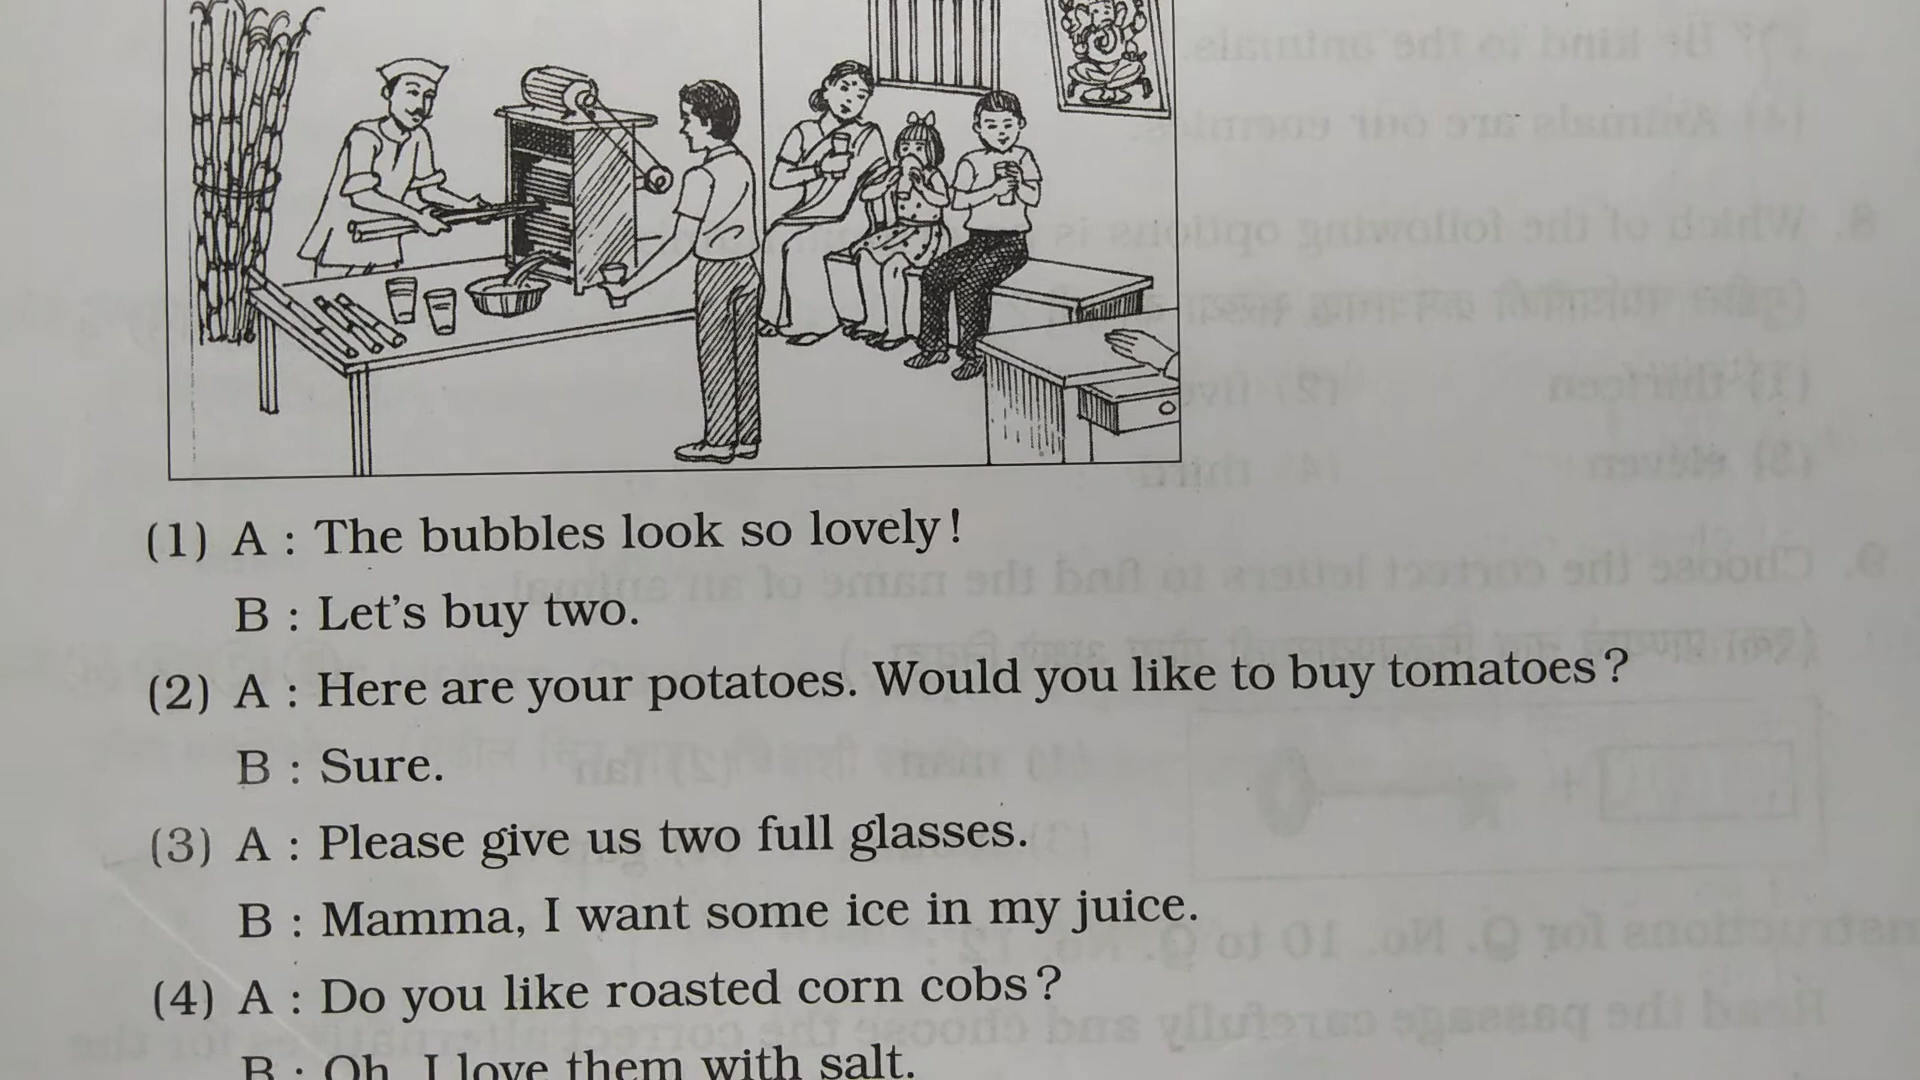 (1) A : The bubbles look so lovely!
B : Let's buy two.
(2) A : Here are your potatoes. Would you like to buy tomatoes?
B : Sure.
(3) A : Please give us two full glasses.
B : Mamma, I want some ice in my juice.
(4) A : Do you like roasted corn cobs?
B : Oh, I love them with salt.